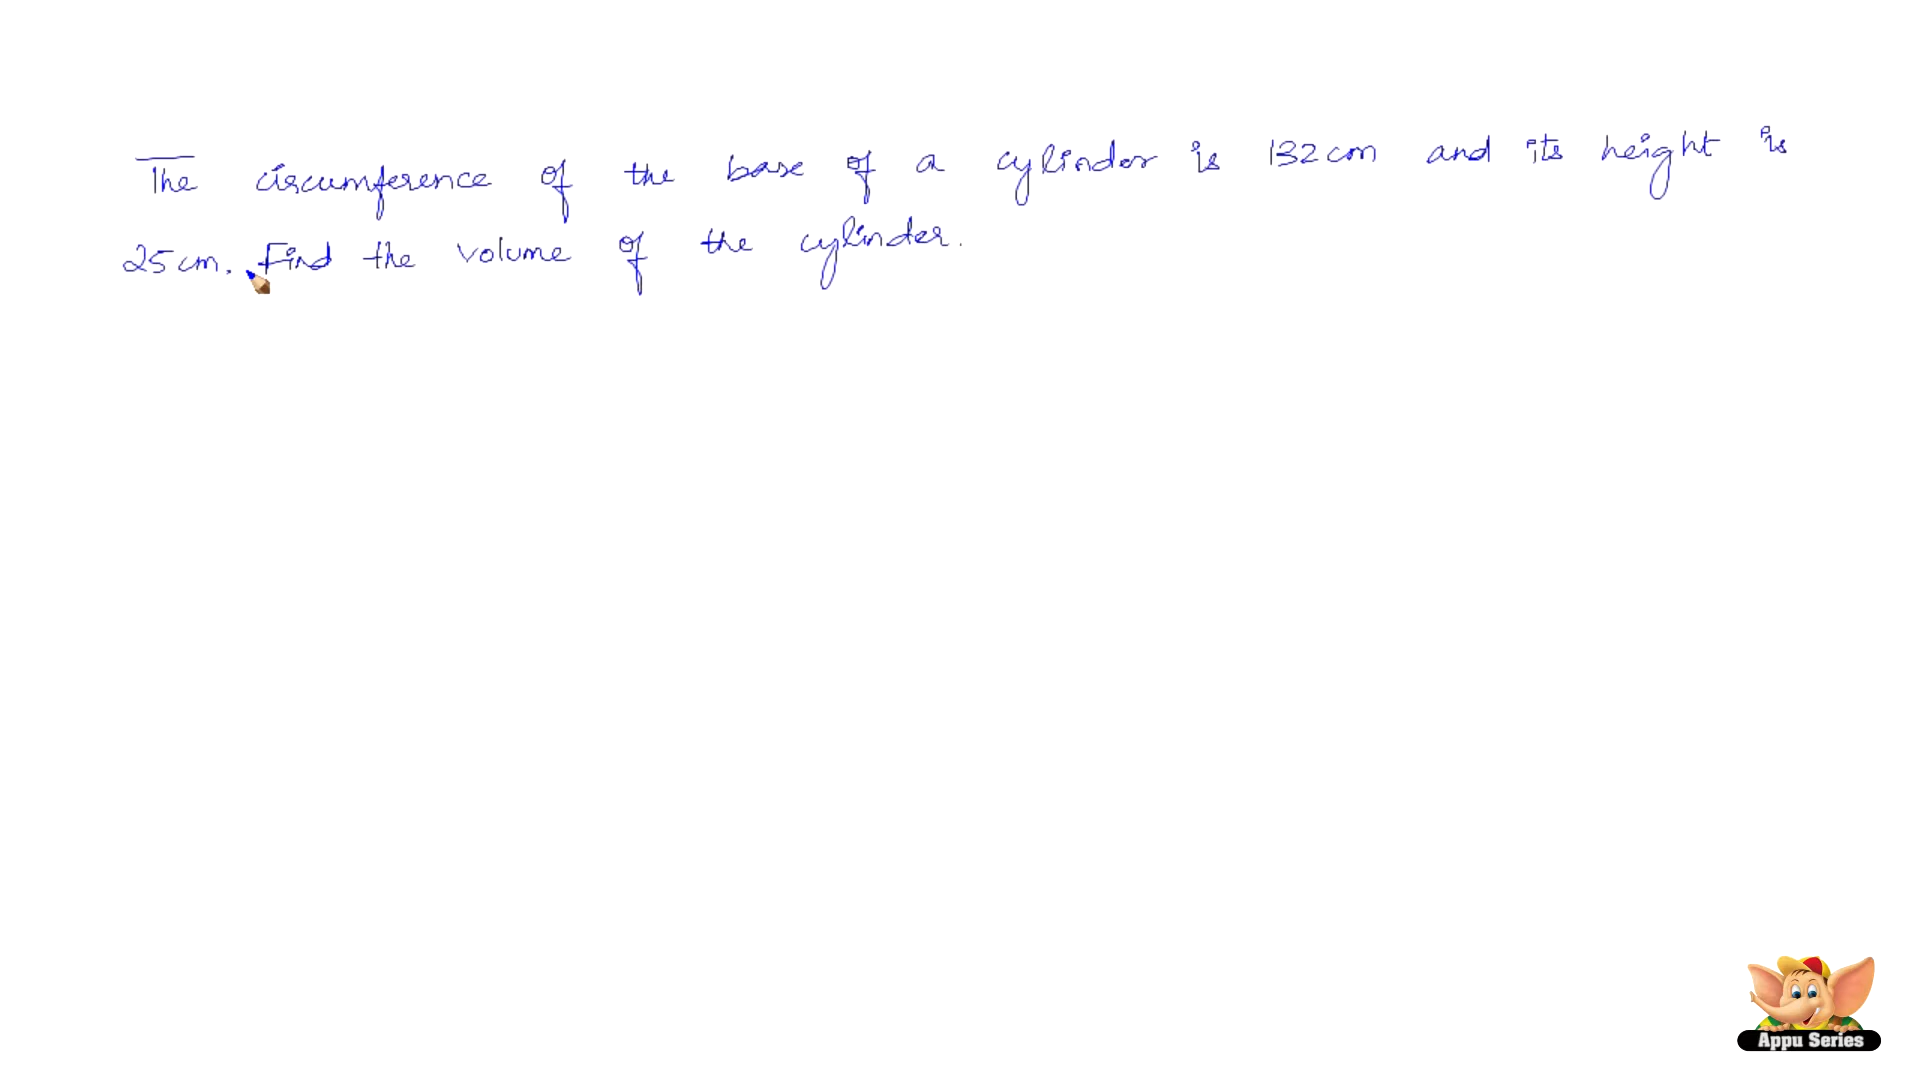 The circumference of the base of a cylinder is 132 cm and its height is
25 cm. Find the volume of the cylinder.
Appu Series